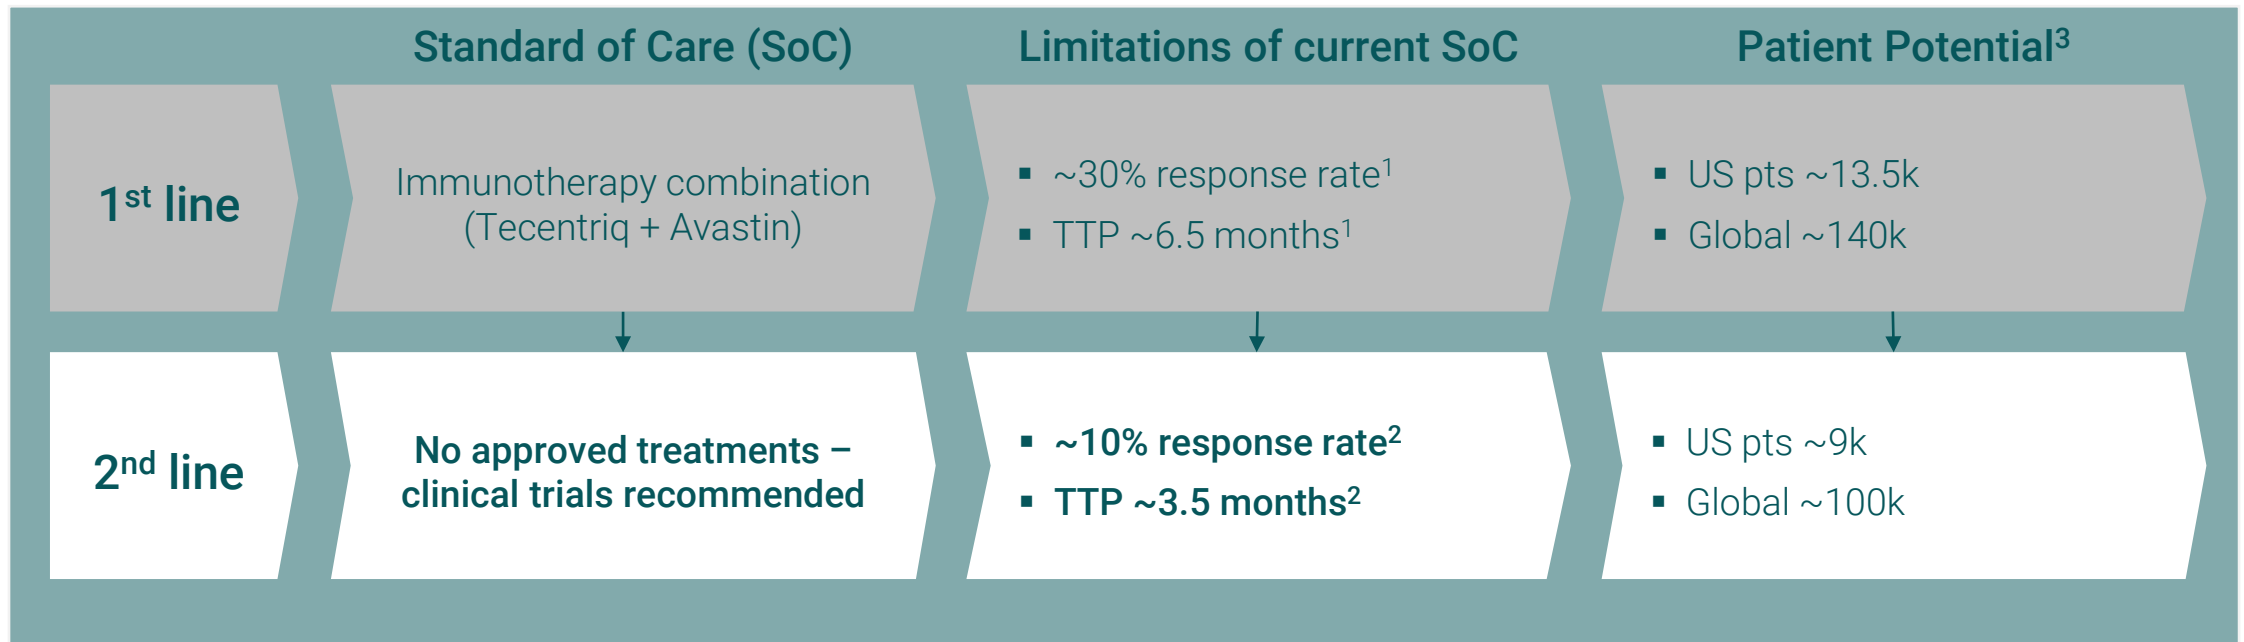 Standard of Care (SoC)
Limitations of current SoC
Patient Potential³
1st line
Immunotherapy combination
(Tecentriq + Avastin)
▪ ~30% response rate¹
▪ TTP ~6.5 months¹
▪ US pts ~13.5k
▪ Global ~140k
2nd line
No approved treatments –
clinical trials recommended
▪ ~10% response rate²
▪ TTP ~3.5 months²
▪ US pts ~9k
▪ Global ~100k